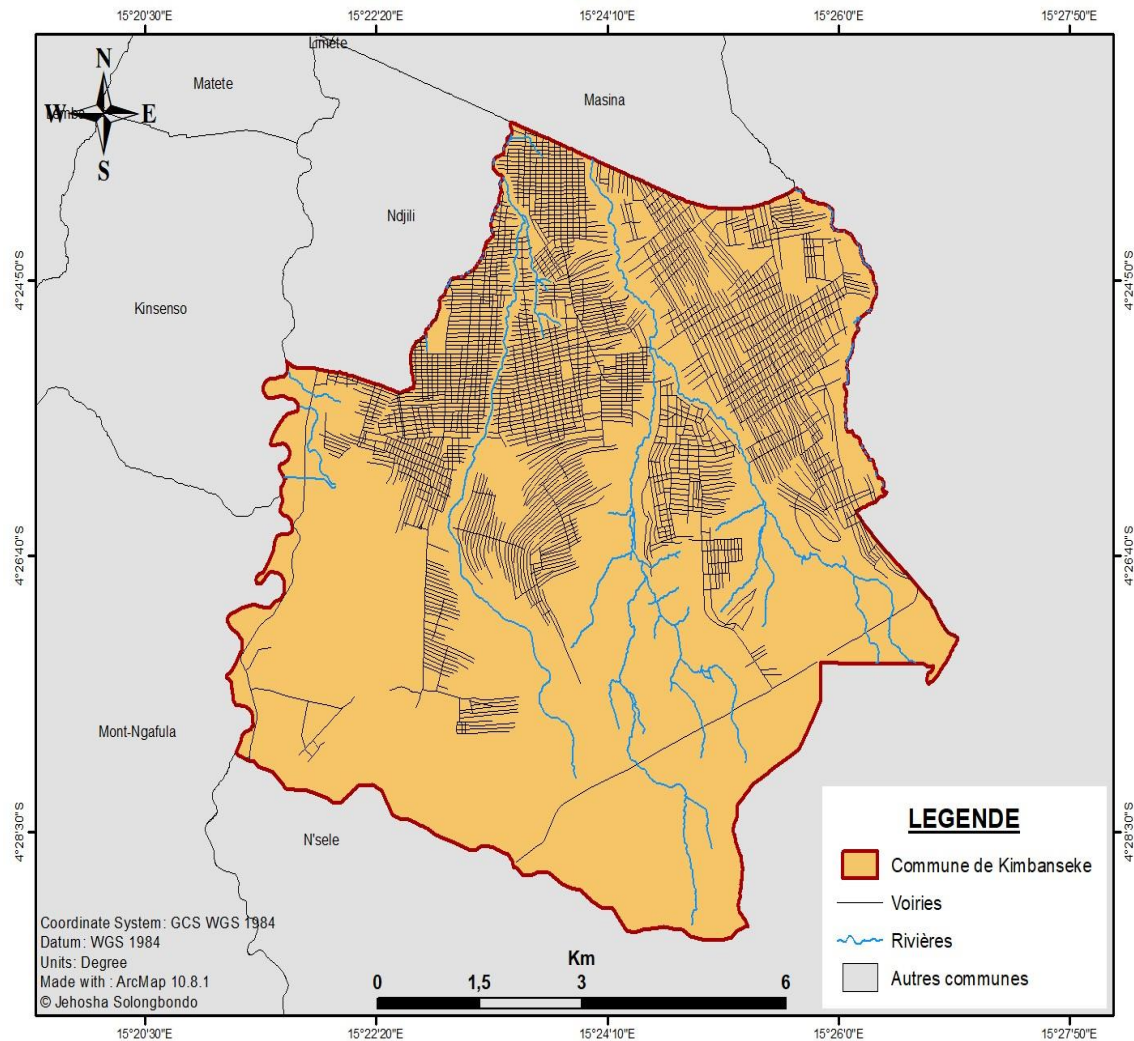 15°20'30"E 15°22'20"E 15°24'10"E 15°26'0"E 15°27'50"E
Limete
Matete
Masina
N
W E
S
Ndjili
4°24'50"S 4°24'50"S
Kinsenso
4°26'40"S 4°26'40"S
Mont-Ngafula
4°28'30"S 4°28'30"S
N'sele
LEGENDE
Commune de Kimbanseke
Voiries
Rivières
Autres communes
Coordinate System: GCS WGS 1984
Datum: WGS 1984
Units: Degree
Made with : ArcMap 10.8.1
© Jehosha Solongbondo
Km
0 1,5 3 6
15°20'30"E 15°22'20"E 15°24'10"E 15°26'0"E 15°27'50"E